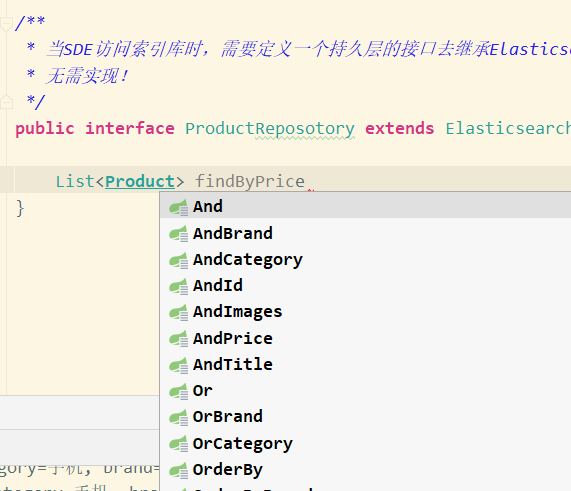 /**
* 当SDE访问索引库时，需要定义一个持久层的接口去继承Elasticse
* 无需实现！
*/
public interface ProductReposotory extends Elasticsearch
List<Product> findByPrice
}
And
AndBrand
AndCategory
AndId
AndImages
AndPrice
AndTitle
Or
OrBrand
OrCategory
OrderBy
gory=手机, brand=